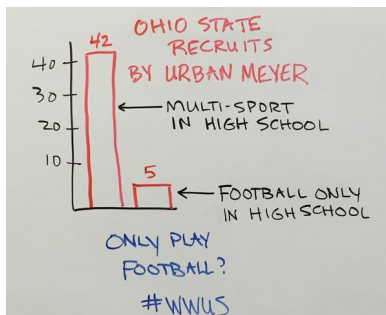 OHIO STATE
RECRUITS
BY URBAN MEYER
42
40
30
20
10
MULTI-SPORT
IN HIGH SCHOOL
5
FOOTBALL ONLY
IN HIGH SCHOOL
ONLY PLAY
FOOTBALL?
#WWUS